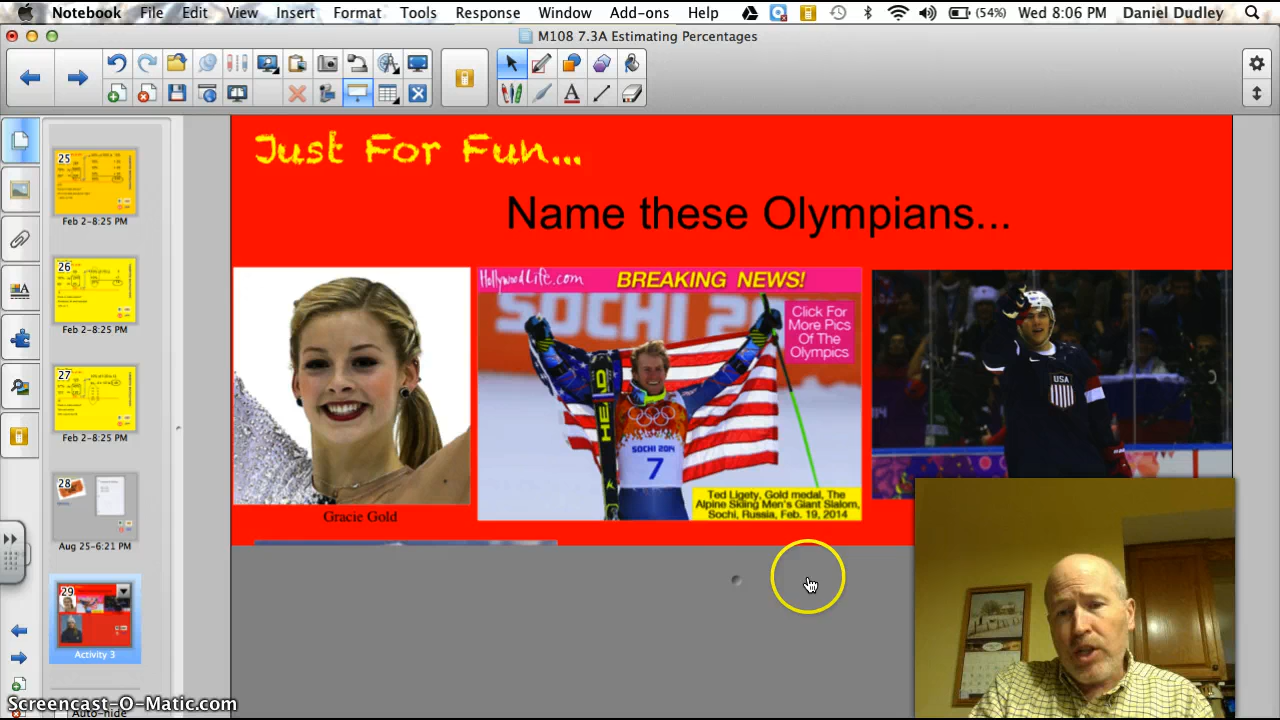 Notebook File Edit View Insert Format Tools Response Window Add-ons Help (54%) Wed 8:06 PM Daniel Dudley
M108 7.3A Estimating Percentages
Just For Fun...
Name these Olympians...
HollywoodLife.com BREAKING NEWS!
SOCHI 20
Click For
More Pics
Of The
Olympics
HEAD
SOCHI 2014
7
Ted Ligety, Gold medal, The
Alpine Skiing Men's Giant Slalom,
Sochi, Russia, Feb. 19, 2014
USA
Gracie Gold
25
Feb 2-8:25 PM
26
Feb 2-8:25 PM
27
Feb 2-8:25 PM
28
Aug 25-6:21 PM
29
Activity 3
Auto-hide
Screencast-O-Matic.com